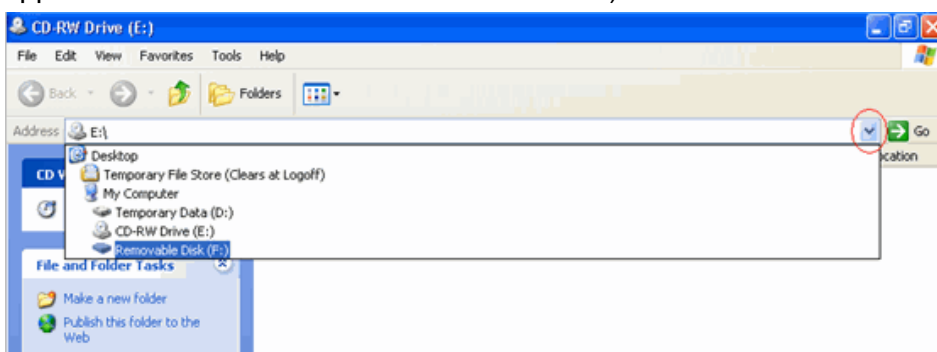 CD-RW Drive (E:)
File Edit View Favorites Tools Help
Back Folders
Address E:\ Go
Desktop
Temporary File Store (Clears at Logoff)
My Computer
Temporary Data (D:)
CD-RW Drive (E:)
Removable Disk (F:)
CD
File and Folder Tasks
Make a new folder
Publish this folder to the
Web